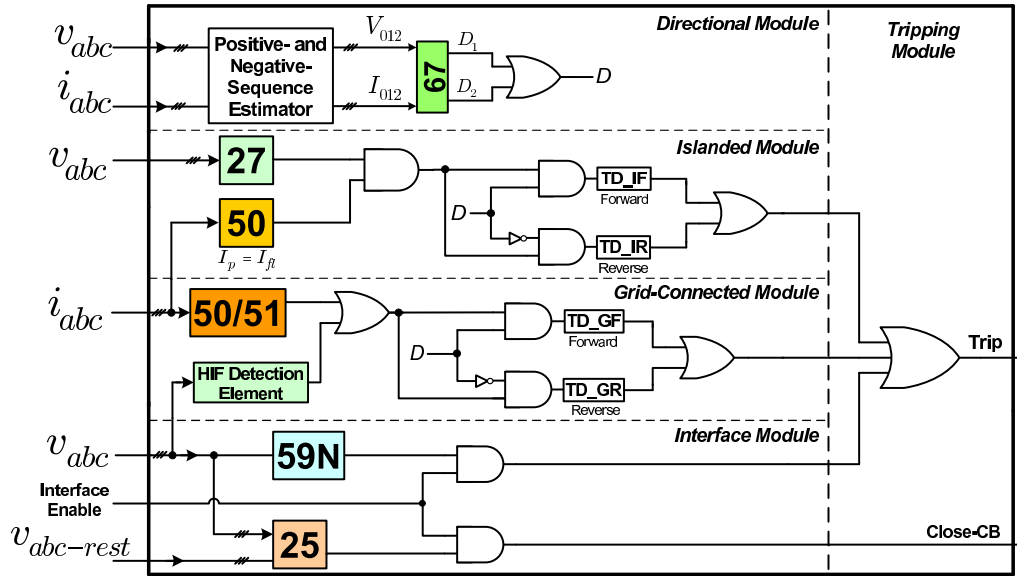 Directional Module
Tripping Module
v_abc
i_abc
Positive- and
Negative-
Sequence
Estimator
V_012
I_012
67
D_1
D_2
D
Islanded Module
v_abc
27
50
I_p = I_ft
D
TD_IF
Forward
TD_IR
Reverse
Grid-Connected Module
i_abc
50/51
HIF Detection
Element
D
TD_GF
Forward
TD_GR
Reverse
Trip
Interface Module
v_abc
59N
Interface
Enable
v_abc-rest
25
Close-CB